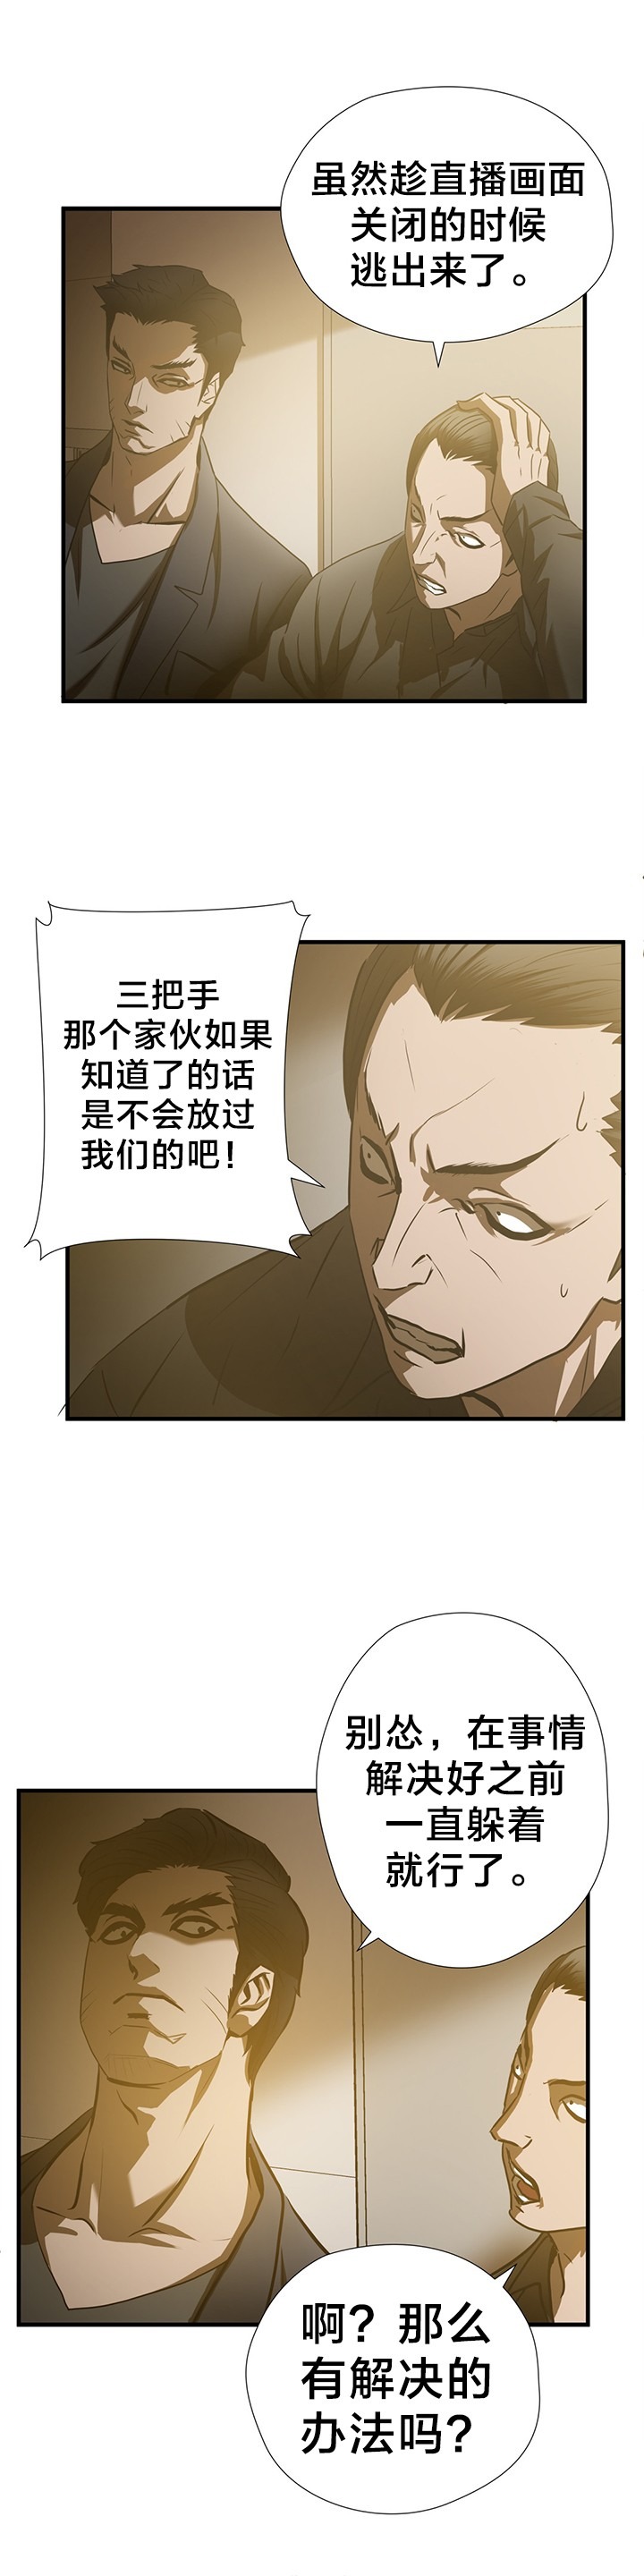 虽然趁直播画面
关闭的时候
逃出来了。
三把手
那个家伙如果
知道了的话
是不会放过
我们的吧！
别怂，在事情
解决好之前
一直躲着
就行了。
啊？那么
有解决的
办法吗？